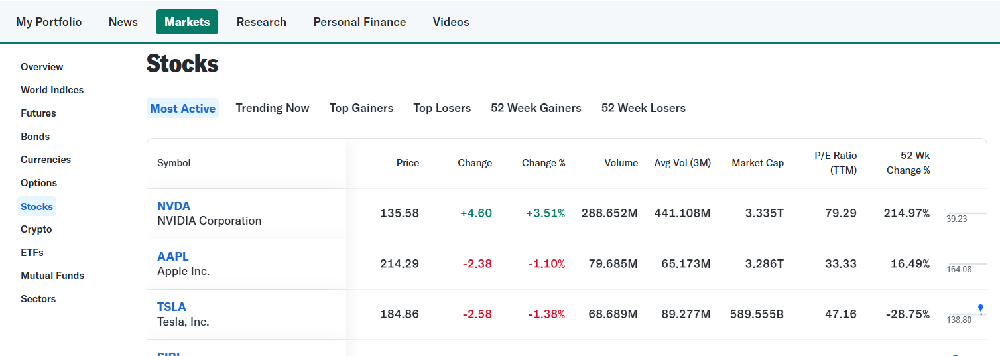 My Portfolio News Markets Research Personal Finance Videos
Overview
World Indices
Futures
Bonds
Currencies
Options
Stocks
Crypto
ETFs
Mutual Funds
Sectors
Stocks
Most Active Trending Now Top Gainers Top Losers 52 Week Gainers 52 Week Losers
Symbol Price Change Change % Volume Avg Vol (3M) Market Cap P/E Ratio (TTM) 52 Wk Change %
NVDA
NVIDIA Corporation
135.58 +4.60 +3.51% 288.652M 441.108M 3.335T 79.29 214.97% 39.23
AAPL
Apple Inc.
214.29 -2.38 -1.10% 79.685M 65.173M 3.286T 33.33 16.49% 164.08
TSLA
Tesla, Inc.
184.86 -2.58 -1.38% 68.689M 89.277M 589.555B 47.16 -28.75% 138.80